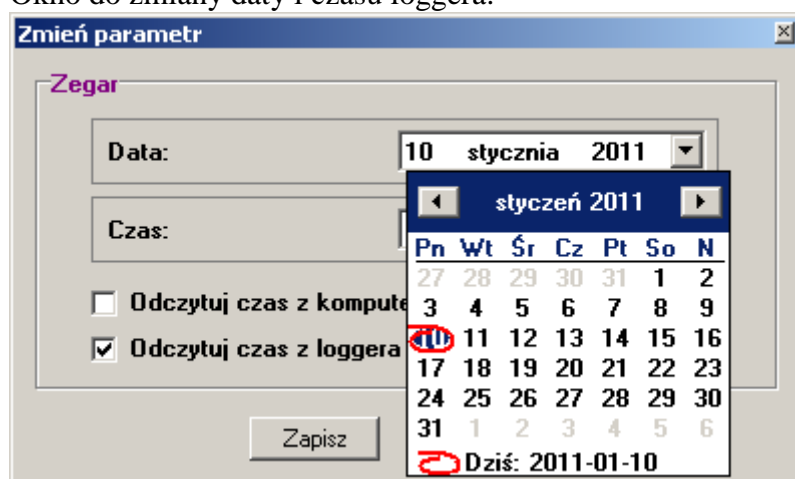 Okno do zmiany daty i czasu loggera.
Zmień parametr
Zegar
Data:
10 stycznia 2011
styczeń 2011
Czas:
Pn Wt Śr Cz Pt So N
27 28 29 30 31 1 2
Odczytuj czas z kompute
3 4 5 6 7 8 9
10 11 12 13 14 15 16
Odczytuj czas z loggera
17 18 19 20 21 22 23
24 25 26 27 28 29 30
31 1 2 3 4 5 6
Zapisz
Dziś: 2011-01-10